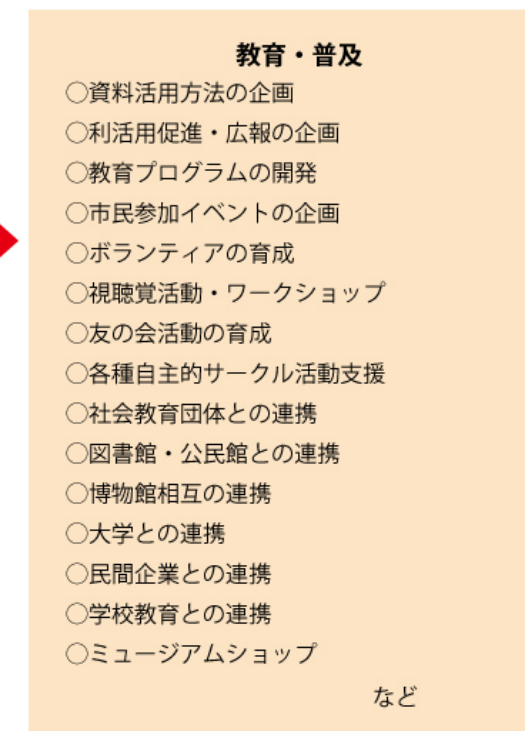 教育・普及
○資料活用方法の企画
○利活用促進・広報の企画
○教育プログラムの開発
○市民参加イベントの企画
○ボランティアの育成
○視聴覚活動・ワークショップ
○友の会活動の育成
○各種自主的サークル活動支援
○社会教育団体との連携
○図書館・公民館との連携
○博物館相互の連携
○大学との連携
○民間企業との連携
○学校教育との連携
○ミュージアムショップ
など